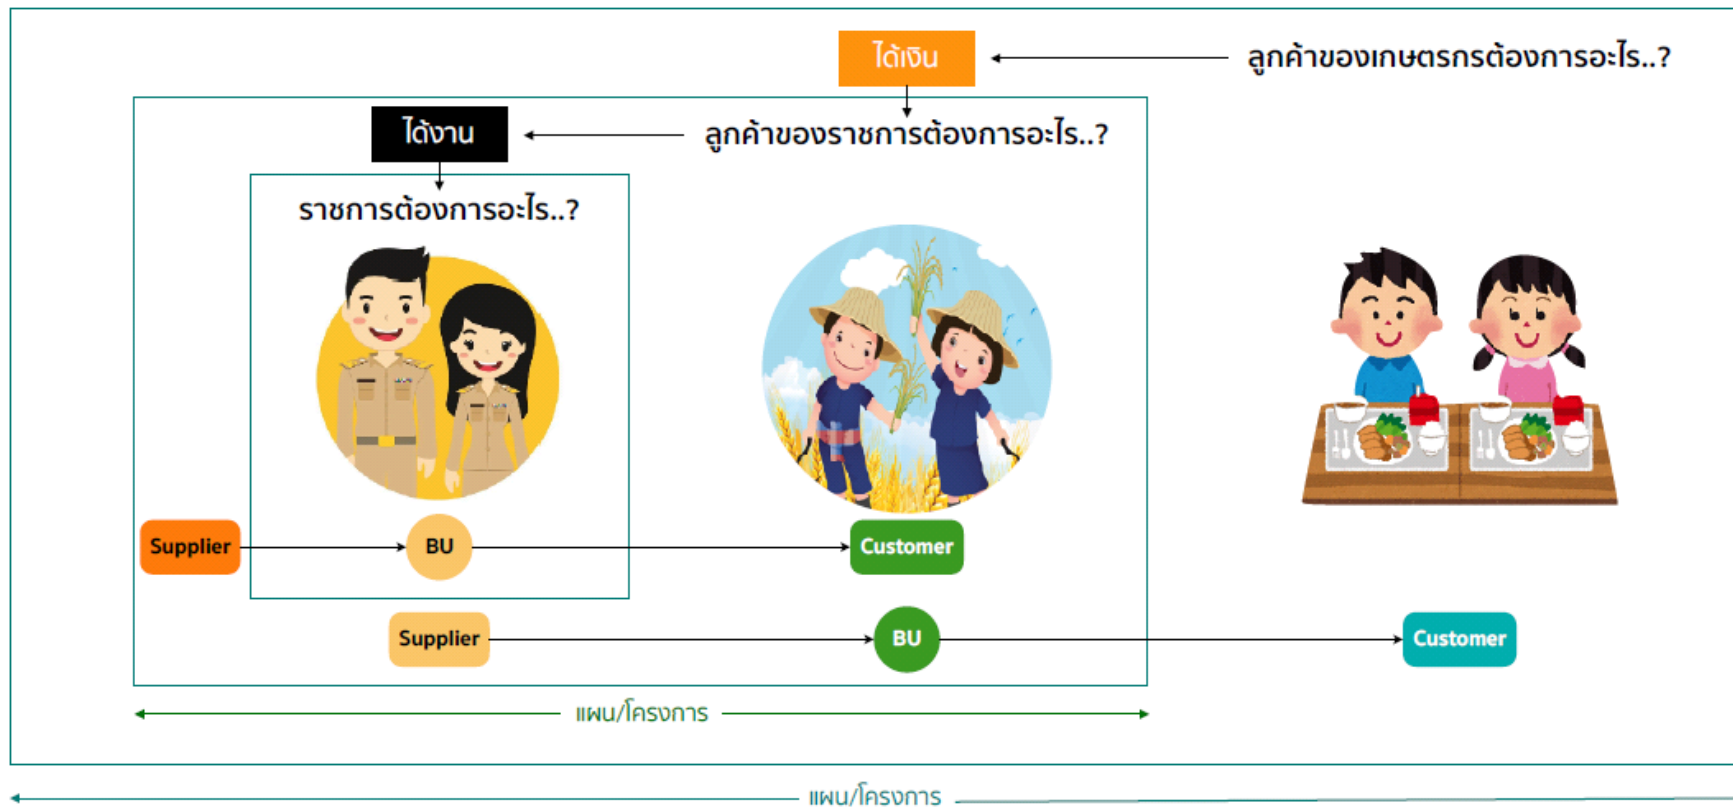 ได้เงิน
ลูกค้าของเกษตรกรต้องการอะไร..?
ได้งาน
ลูกค้าของราชการต้องการอะไร..?
ราชการต้องการอะไร..?
Supplier
BU
Customer
Supplier
BU
Customer
แผน/โครงการ
แผน/โครงการ